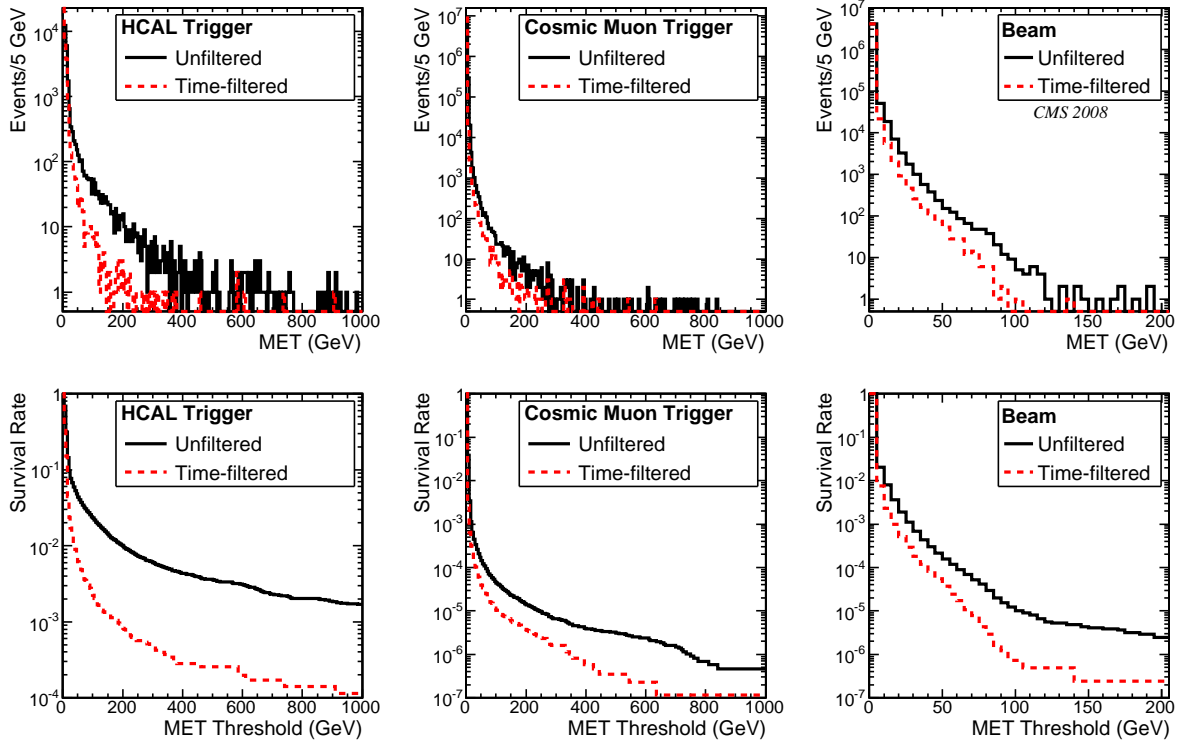 HCAL Trigger
Unfiltered
Time-filtered
Events/5 GeV
10^4
10^3
10^2
10
1
0 200 400 600 800 1000
MET (GeV)
Cosmic Muon Trigger
Unfiltered
Time-filtered
Events/5 GeV
10^7
10^6
10^5
10^4
10^3
10^2
10
1
0 200 400 600 800 1000
MET (GeV)
Beam
Unfiltered
Time-filtered
CMS 2008
Events/5 GeV
10^7
10^6
10^5
10^4
10^3
10^2
10
1
0 50 100 150 200
MET (GeV)
HCAL Trigger
Unfiltered
Time-filtered
Survival Rate
1
10^-1
10^-2
10^-3
10^-4
0 200 400 600 800 1000
MET Threshold (GeV)
Cosmic Muon Trigger
Unfiltered
Time-filtered
Survival Rate
1
10^-1
10^-2
10^-3
10^-4
10^-5
10^-6
10^-7
0 200 400 600 800 1000
MET Threshold (GeV)
Beam
Unfiltered
Time-filtered
Survival Rate
1
10^-1
10^-2
10^-3
10^-4
10^-5
10^-6
10^-7
0 50 100 150 200
MET Threshold (GeV)